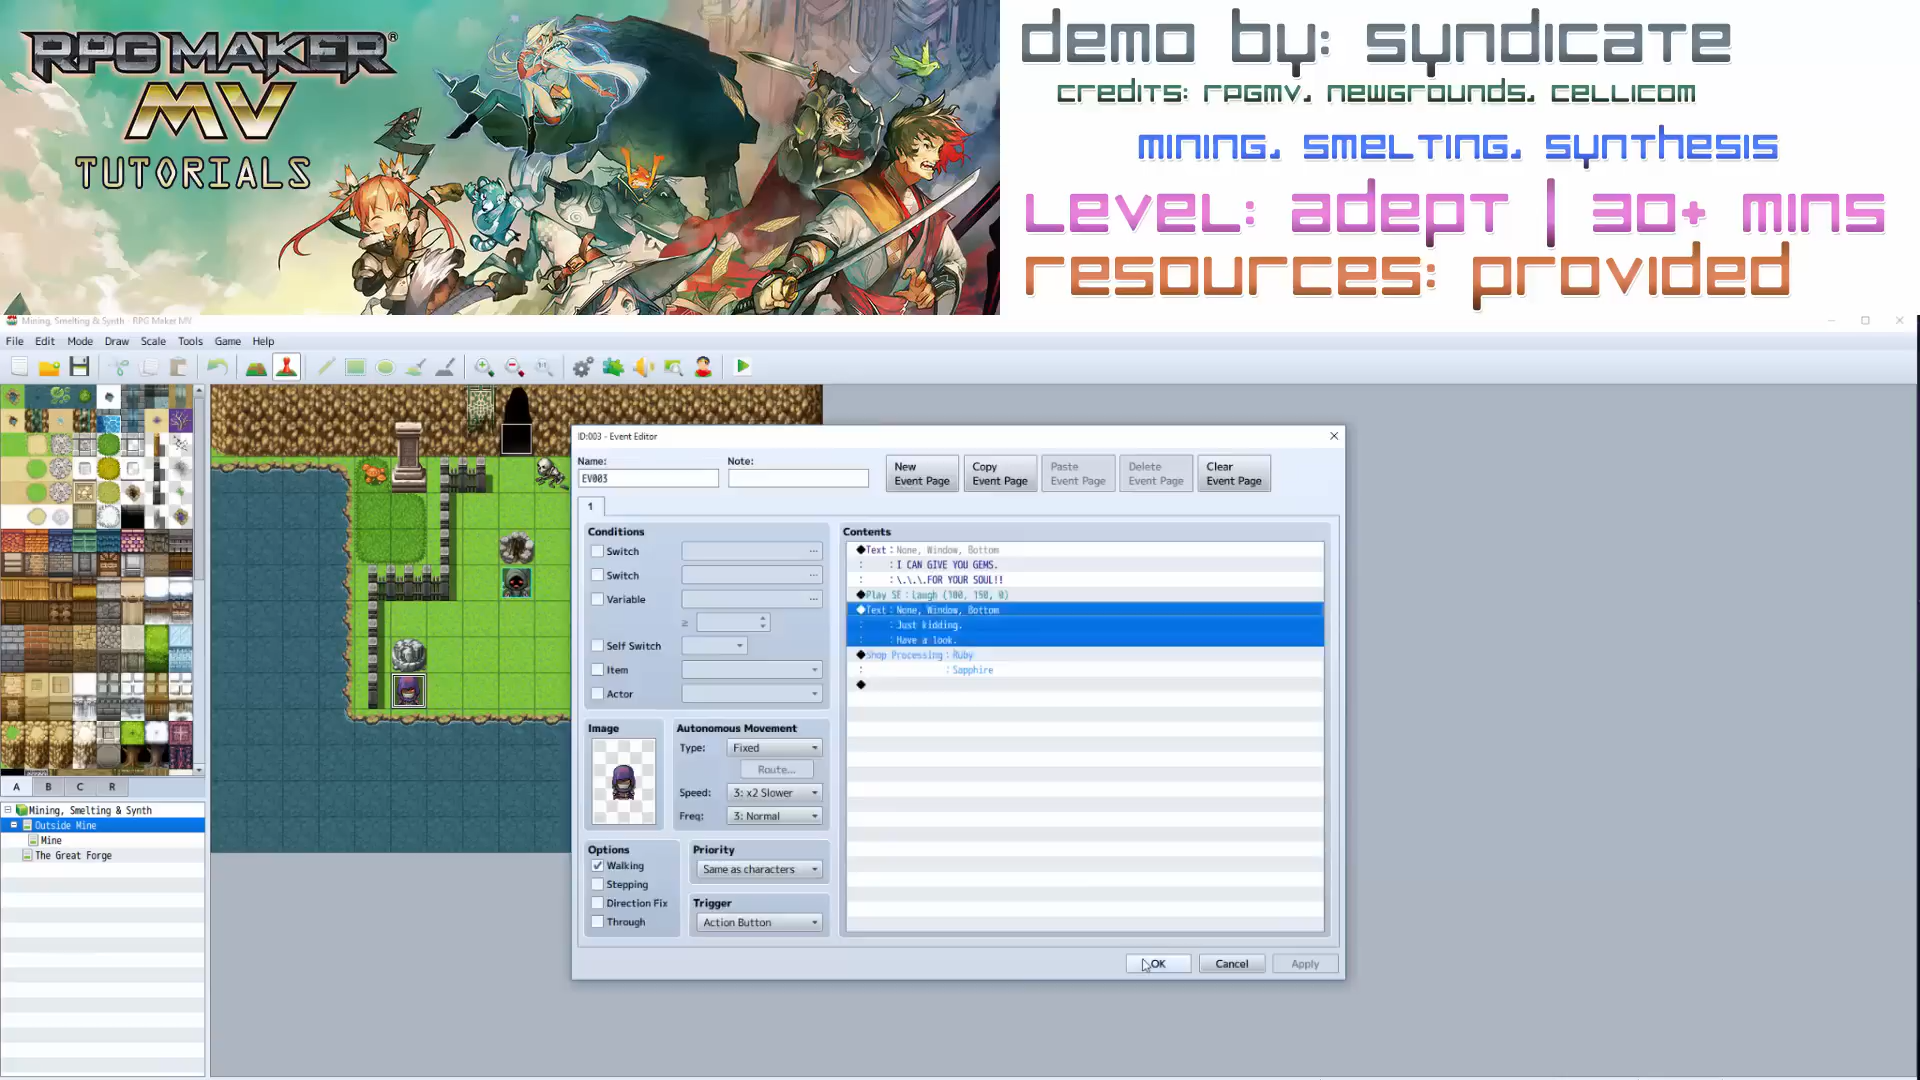 RPG MAKER®
MV
TUTORIALS
demo by: syndicate
credits: rpgmv, newgrounds, cellicom
mining, smelting, synthesis
Level: adept | 30+ mins
resources: provided
Mining, Smelting & Synth - RPG Maker MV
File Edit Mode Draw Scale Tools Game Help
ID:003 - Event Editor
Name:
Note:
EV003
New
Event Page
Copy
Event Page
Paste
Event Page
Delete
Event Page
Clear
Event Page
1
Conditions
Switch ...
Switch ...
Variable ...
≥
Self Switch
Item
Actor
Image
Autonomous Movement
Type: Fixed
Route...
Speed: 3: x2 Slower
Freq: 3: Normal
Options
Walking
Stepping
Direction Fix
Through
Priority
Same as characters
Trigger
Action Button
Contents
◆Text : None, Window, Bottom
: : I CAN GIVE YOU GEMS.
: : \.\.\.FOR YOUR SOUL!!
◆Play SE : Laugh (100, 150, 0)
◆Text : None, Window, Bottom
: : Just kidding.
: : Have a look.
◆Shop Processing : Ruby
: : Sapphire
◆
OK Cancel Apply
A B C R
Mining, Smelting & Synth
Outside Mine
Mine
The Great Forge